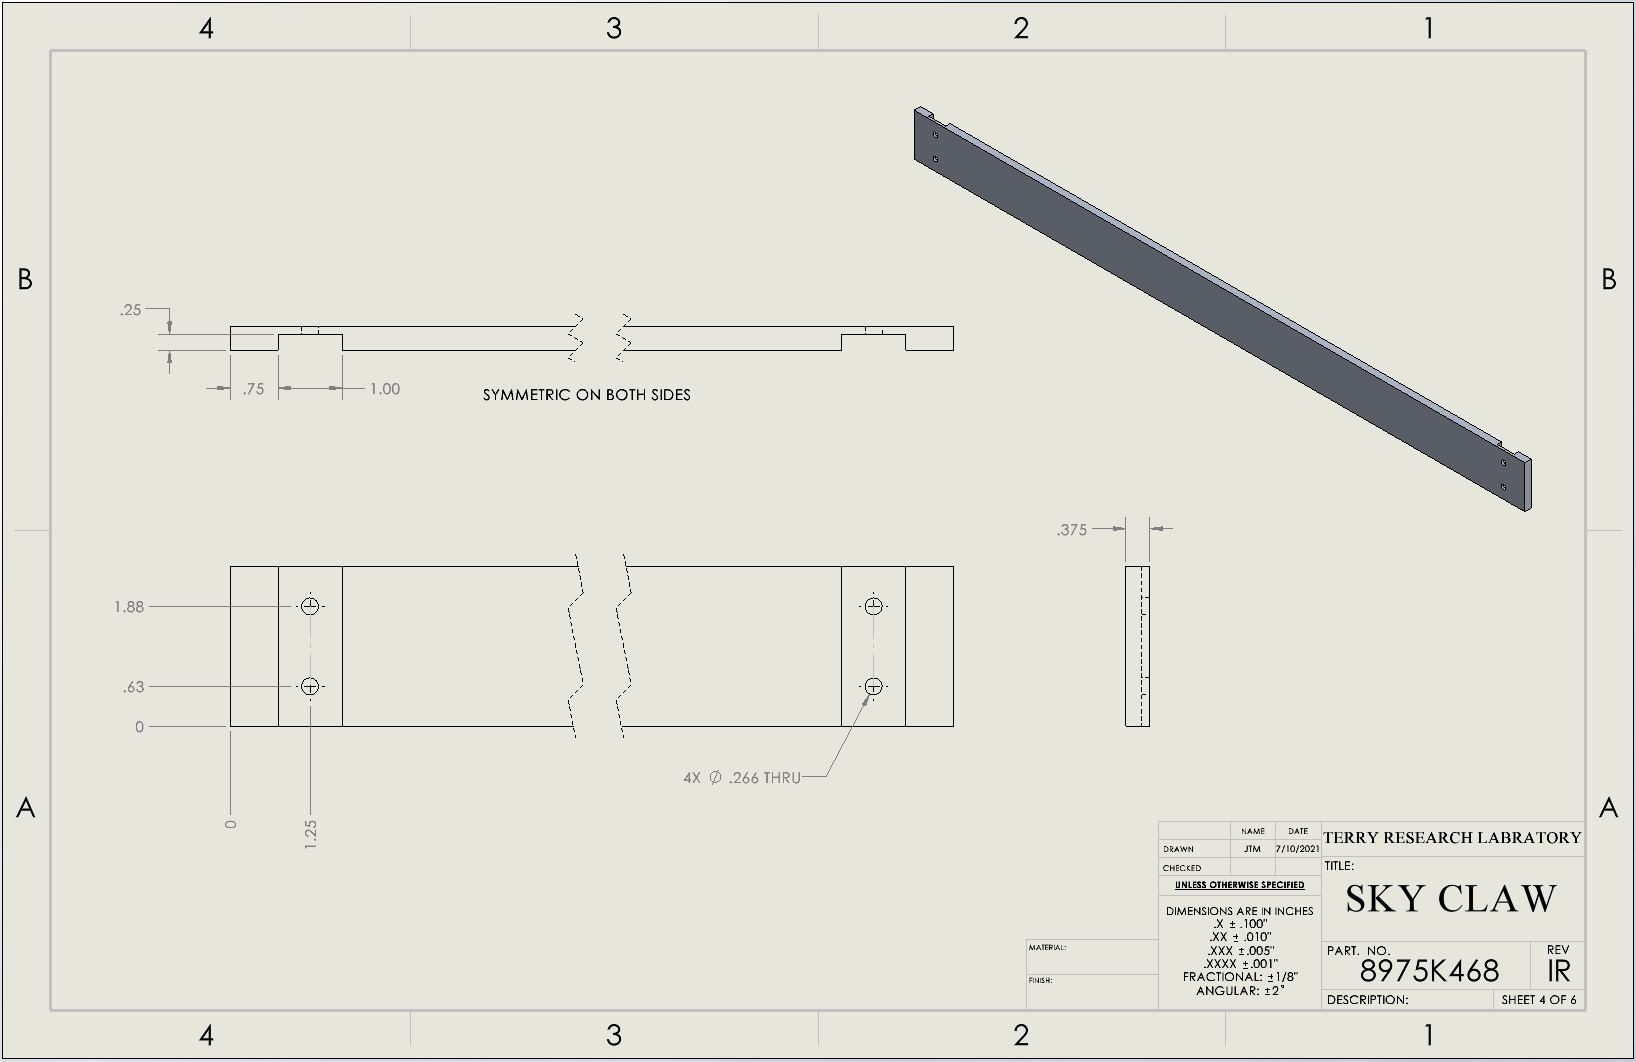 4 3 2 1
B B
.25
.75 1.00
SYMMETRIC ON BOTH SIDES
.375
1.88
.63
0
4X Ø .266 THRU
0 1.25
A A
NAME DATE
DRAWN JTM 7/10/2021
CHECKED
UNLESS OTHERWISE SPECIFIED
DIMENSIONS ARE IN INCHES
.X ± .100"
.XX ± .010"
.XXX ±.005"
.XXXX ±.001"
FRACTIONAL: ±1/8"
ANGULAR: ±2°
MATERIAL:
FINISH:
TERRY RESEARCH LABRATORY
TITLE:
SKY CLAW
PART. NO. REV
8975K468 IR
DESCRIPTION: SHEET 4 OF 6
4 3 2 1